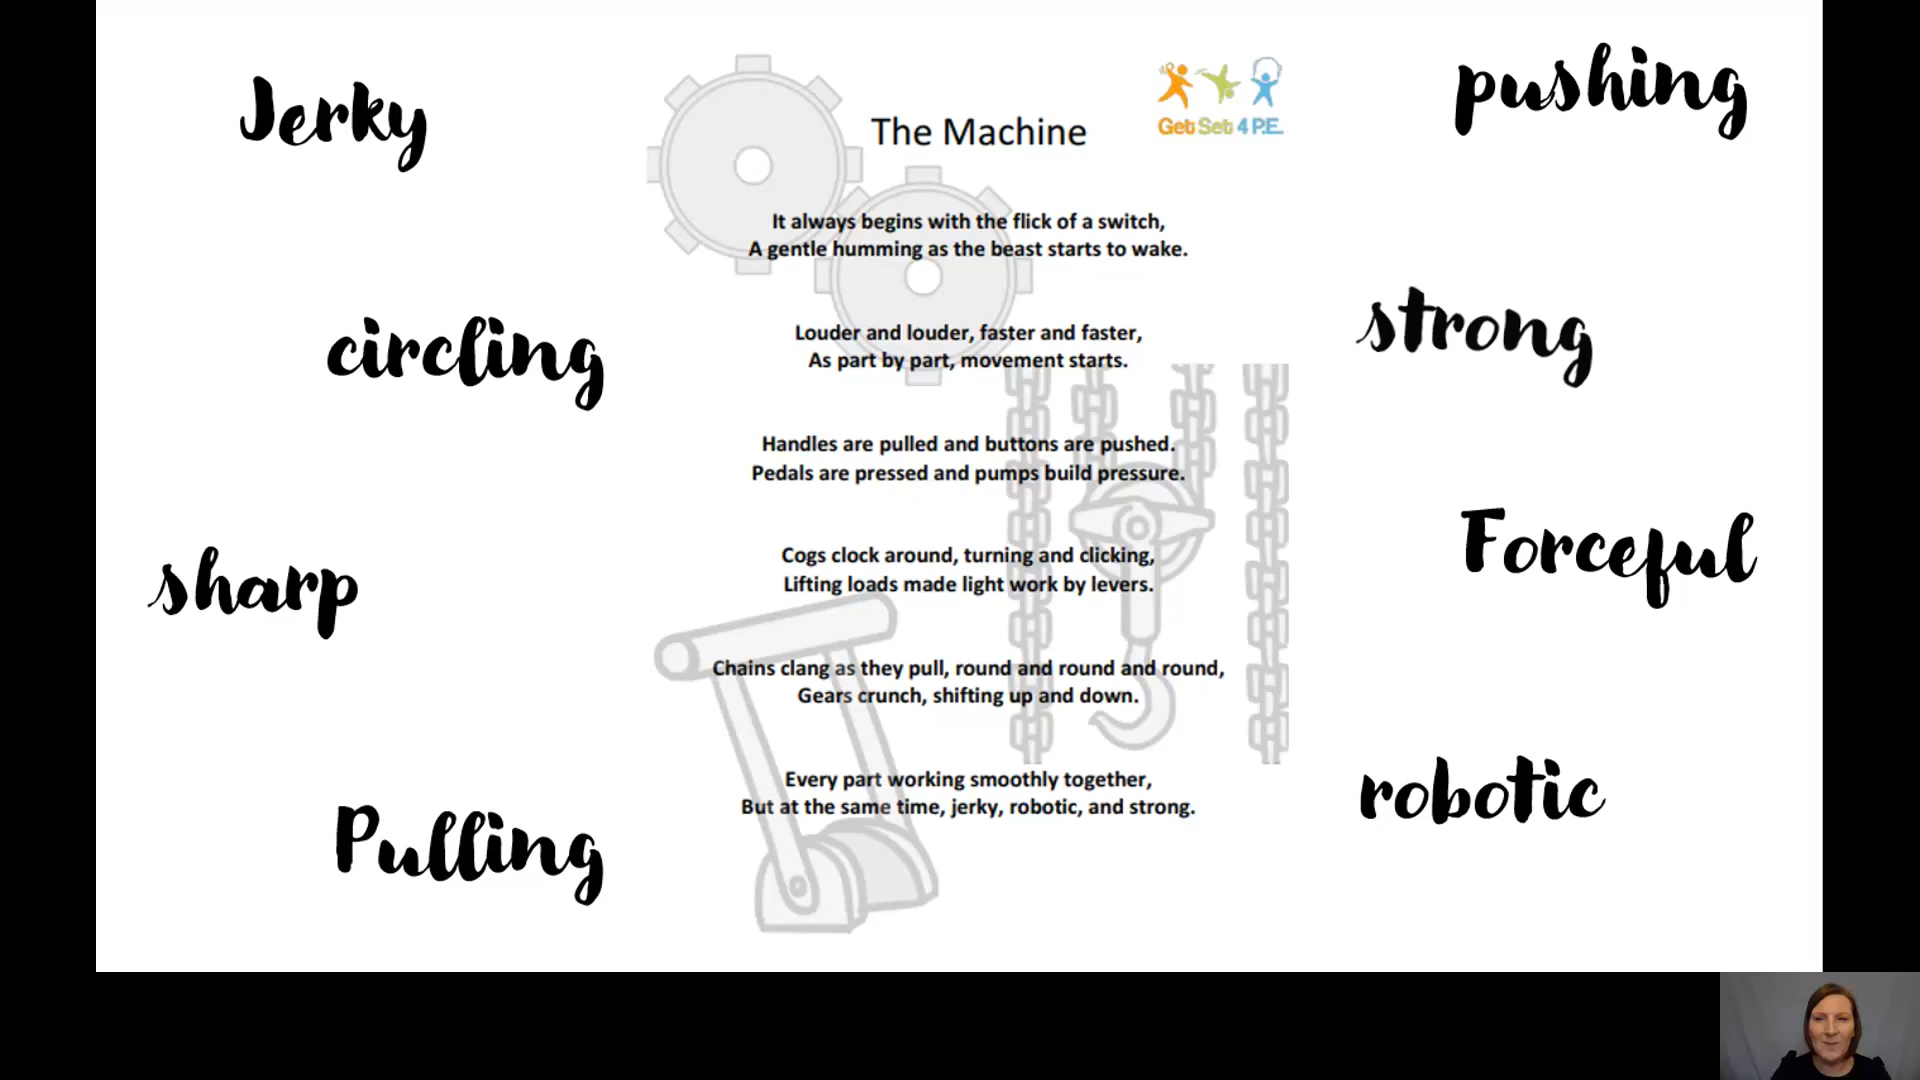 Jerky
circling
sharp
Pulling
Get Set 4 P.E.
The Machine
It always begins with the flick of a switch,
A gentle humming as the beast starts to wake.
Louder and louder, faster and faster,
As part by part, movement starts.
Handles are pulled and buttons are pushed.
Pedals are pressed and pumps build pressure.
Cogs clock around, turning and clicking,
Lifting loads made light work by levers.
Chains clang as they pull, round and round and round,
Gears crunch, shifting up and down.
Every part working smoothly together,
But at the same time, jerky, robotic, and strong.
pushing
strong
Forceful
robotic